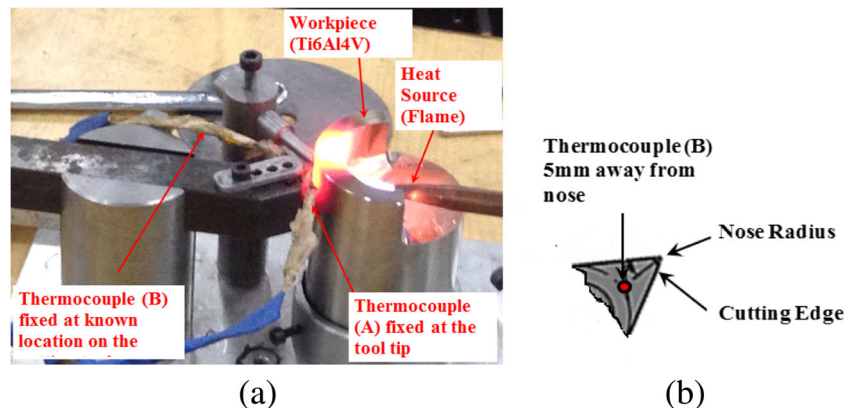 Workpiece
(Ti6Al4V)
Heat
Source
(Flame)
Thermocouple (B)
fixed at known
location on the
Thermocouple
(A) fixed at the
tool tip
(a)
Thermocouple (B)
5mm away from
nose
Nose Radius
Cutting Edge
(b)